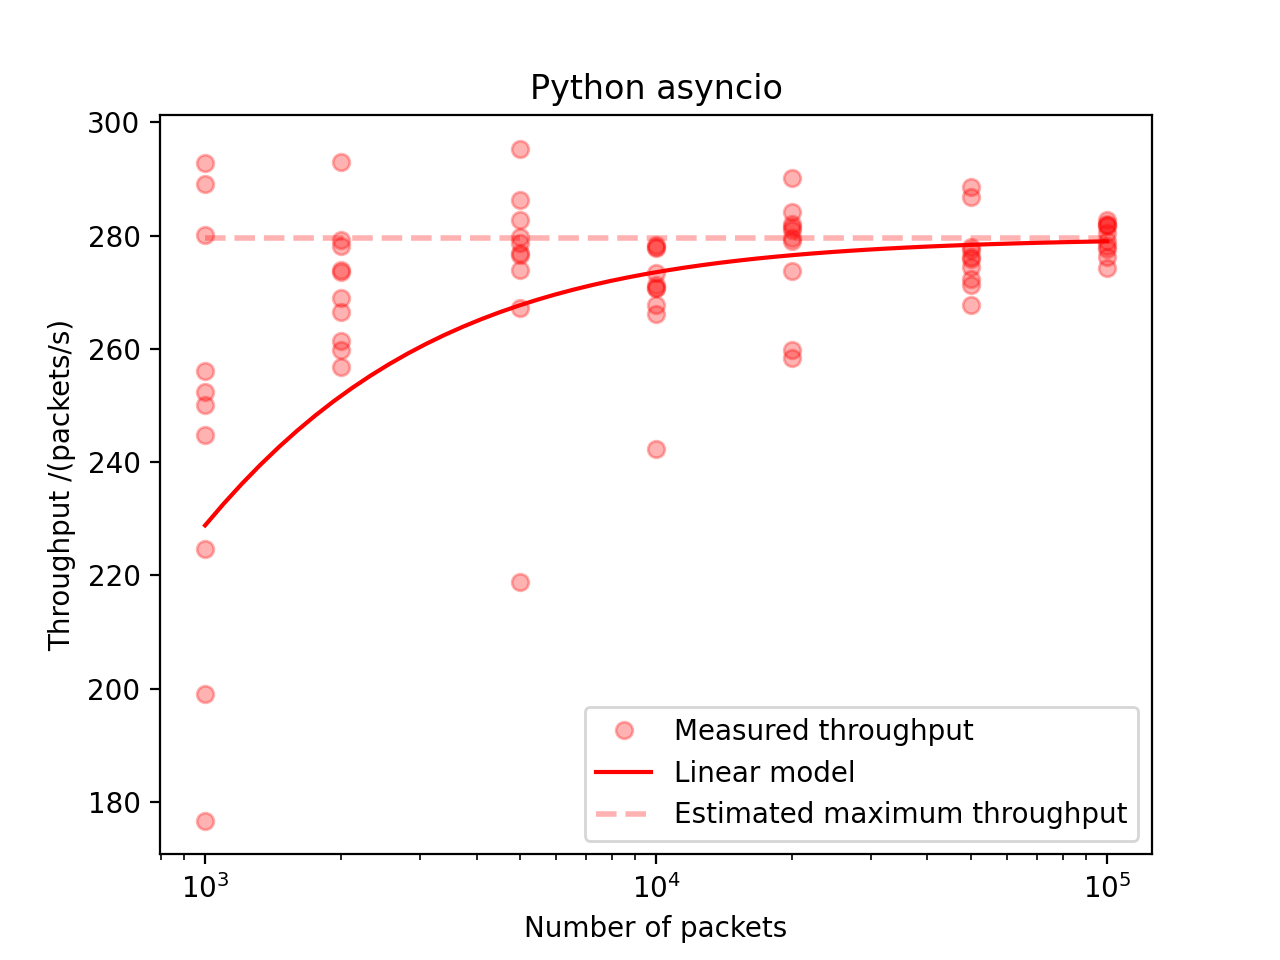 Python asyncio
300
280
260
240
220
200
180
Throughput /(packets/s)
Measured throughput
Linear model
Estimated maximum throughput
10³ 10⁴ 10⁵
Number of packets